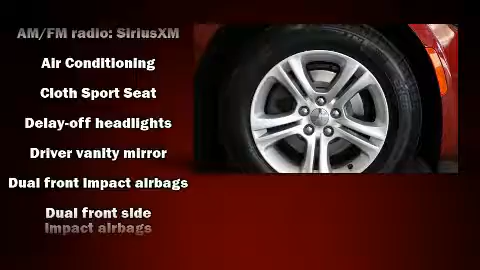 AM/FM radio: SiriusXM
Air Conditioning
Cloth Sport Seat
Delay-off headlights
Driver vanity mirror
Dual front impact airbags
Dual front side
impact airbags